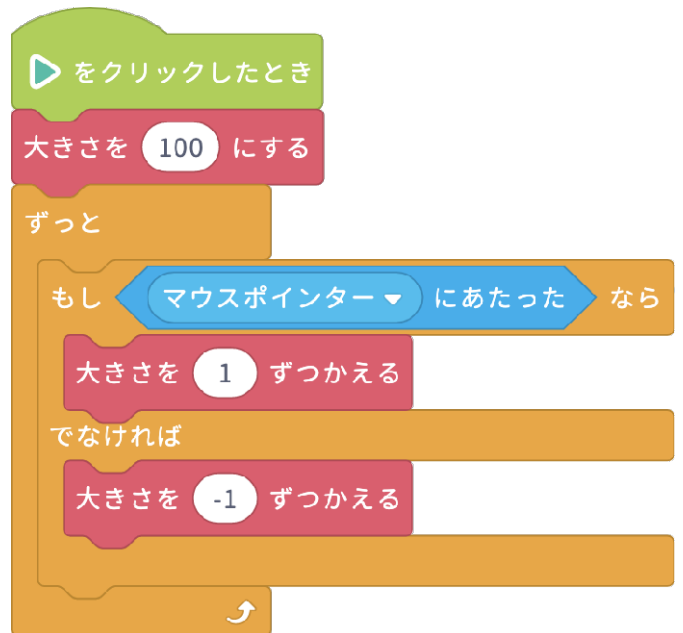 をクリックしたとき
大きさを 100 にする
ずっと
もし マウスポインター にあたった なら
大きさを 1 ずつかえる
でなければ
大きさを -1 ずつかえる